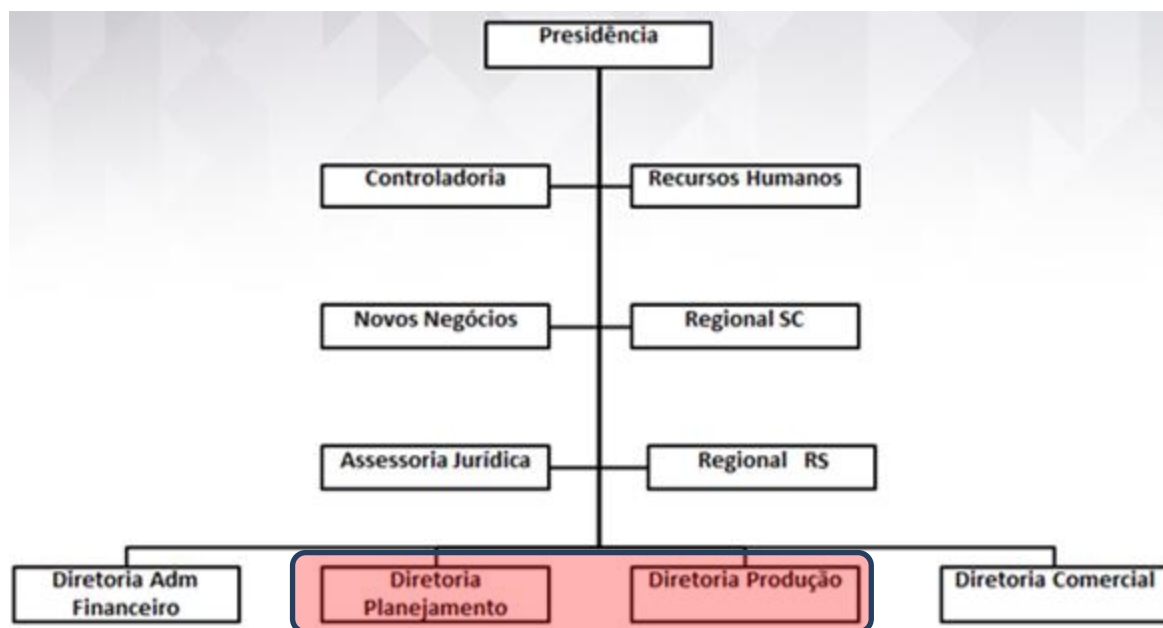 Presidência
Controladoria
Recursos Humanos
Novos Negócios
Regional SC
Assessoria Jurídica
Regional RS
Diretoria Adm
Financeiro
Diretoria
Planejamento
Diretoria Produção
Diretoria Comercial